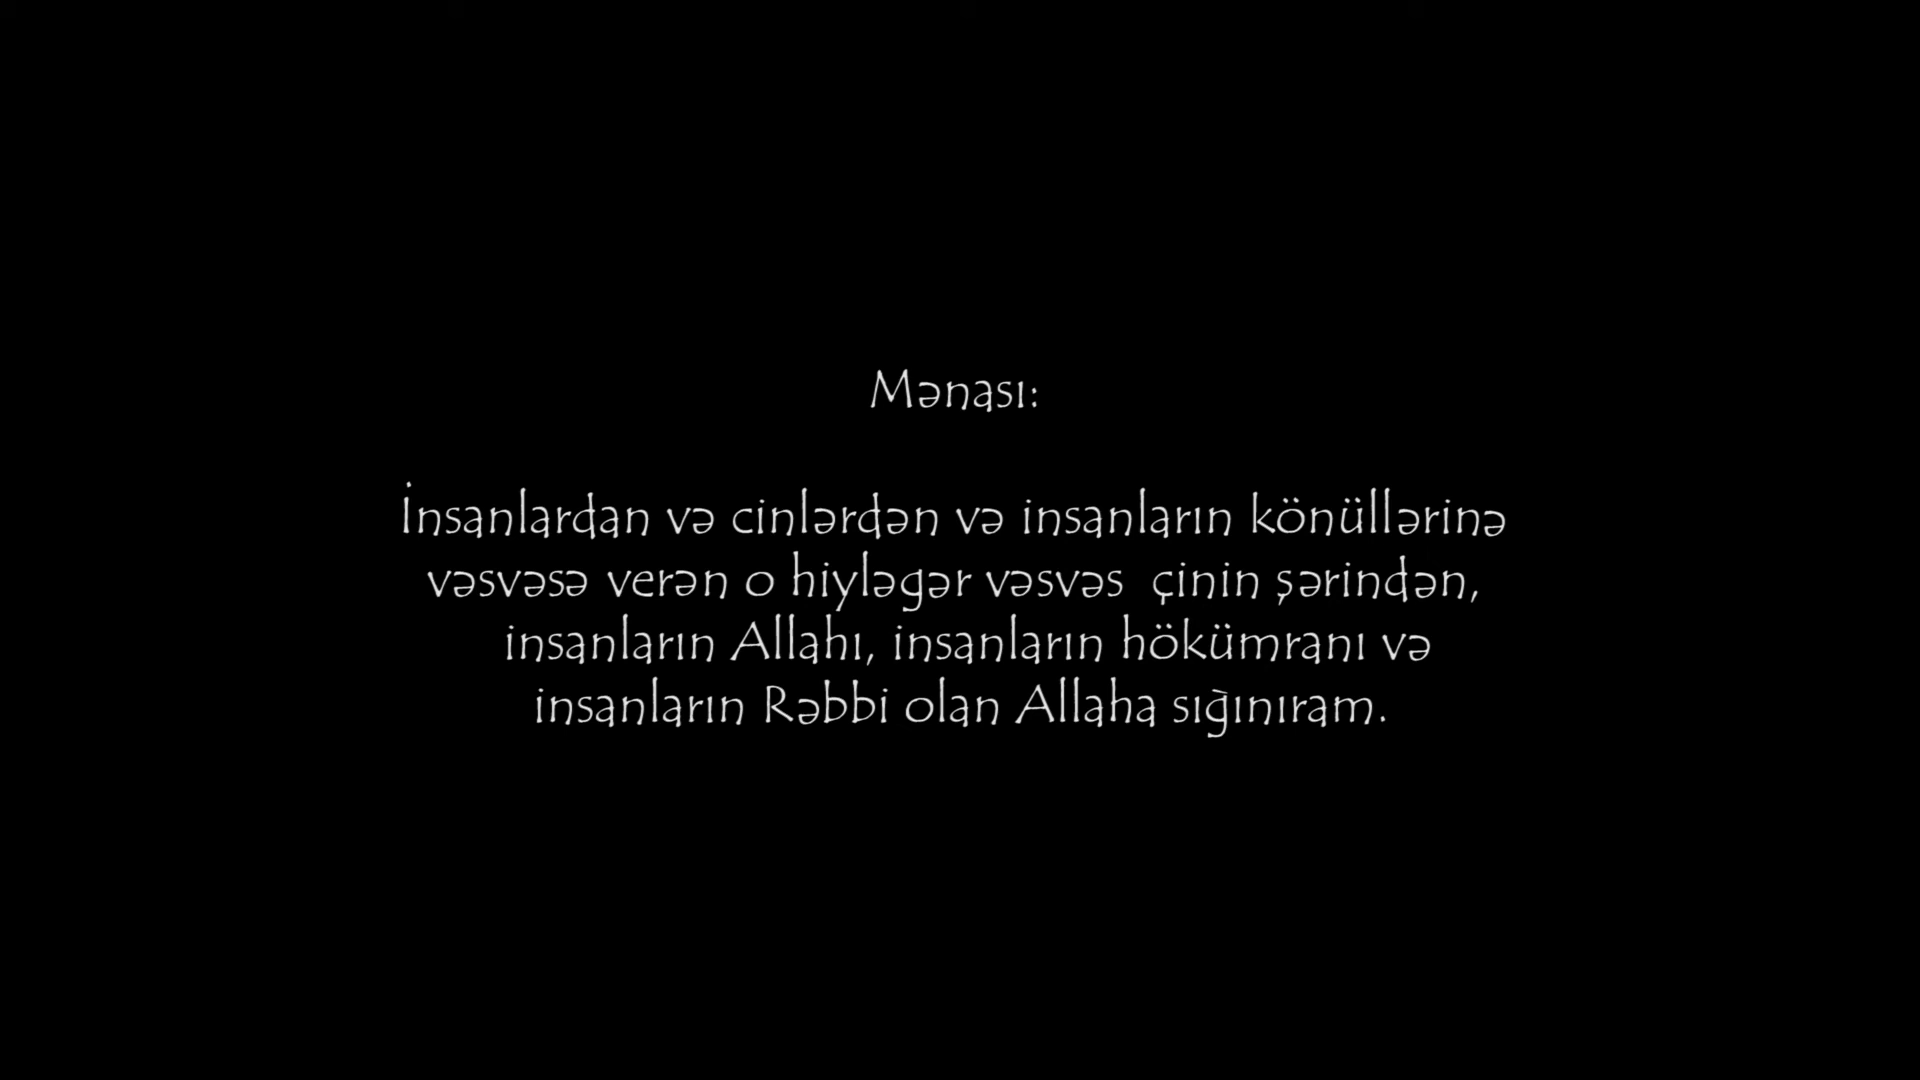 Mənası:
İnsanlardan və cinlərdən və insanların könüllərinə
vəsvəsə verən o hiyləgər vəsvəs çinin şərindən,
insanların Allahı, insanların hökümranı və
insanların Rəbbi olan Allaha sığınıram.